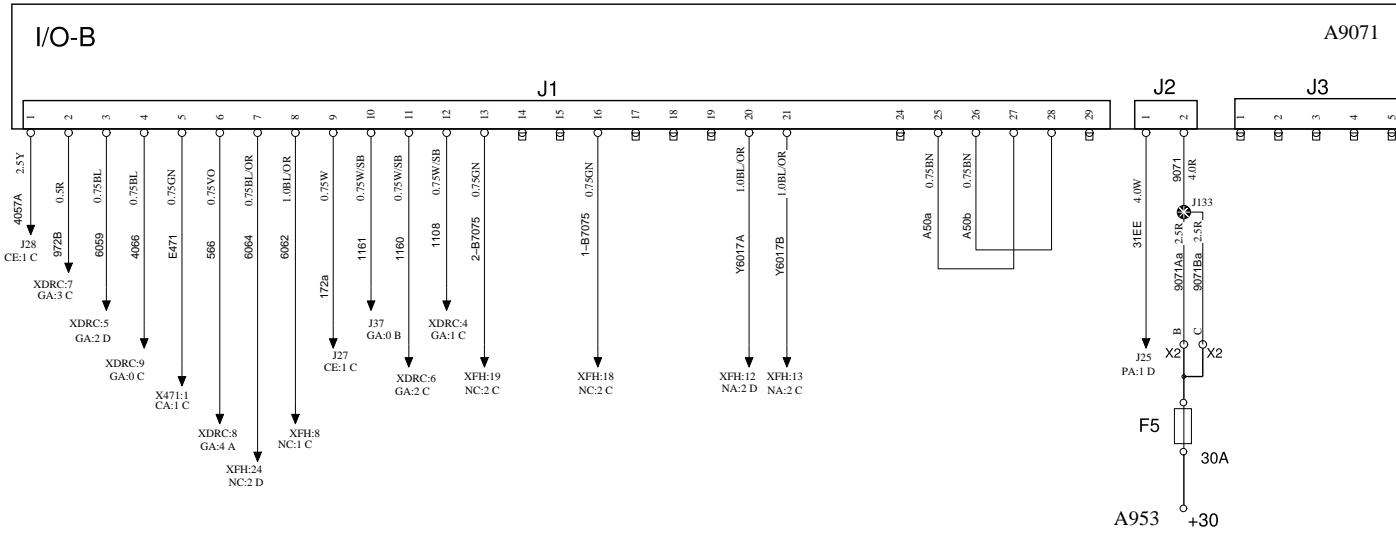 I/O-B
A9071
J1
J2
J3
1 2 3 4 5 6 7 8 9 10 11 12 13 14 15 16 17 18 19 20 21 24 25 26 27 28 29
1 2
1 2 3 4 5
2.5Y
4057A
J28
CE:1 C
0.5R
972B
XDRC:7
GA:3 C
0.75BL
6059
XDRC:5
GA:2 D
0.75BL
4066
XDRC:9
GA:0 C
0.75GN
E471
X471:1
CA:1 C
0.75VO
566
XDRC:8
GA:4 A
0.75BL/OR
6064
XFH:24
NC:2 D
1.0BL/OR
6062
XFH:8
NC:1 C
0.75W
172a
J27
CE:1 C
0.75W/SB
1161
J37
GA:0 B
0.75W/SB
1160
XDRC:6
GA:2 C
0.75W/SB
1108
XDRC:4
GA:1 C
0.75GN
2–B7075
XFH:19
NC:2 C
0.75GN
1–B7075
XFH:18
NC:2 C
1.0BL/OR
Y6017A
XFH:12
NA:2 D
1.0BL/OR
Y6017B
XFH:13
NA:2 C
0.75BN
A50a
0.75BN
A50b
4.0W
31EE
J25
PA:1 D
9071
4.0R
J133
2.5R
9071Aa
2.5R
9071Ba
B
C
X2
X2
F5
30A
A953
+30